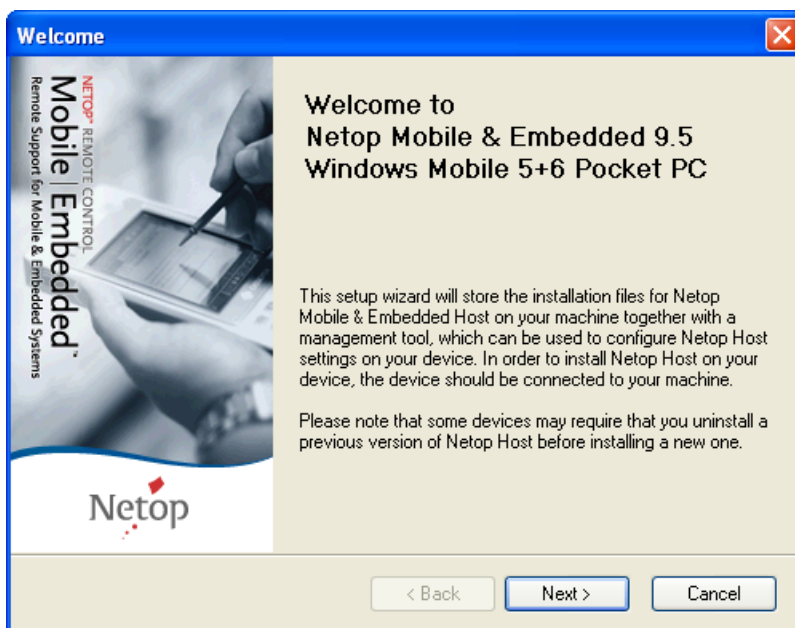 Welcome
NETOP™ REMOTE CONTROL
Mobile | Embedded™
Remote Support for Mobile & Embedded Systems
Netop
Welcome to
Netop Mobile & Embedded 9.5
Windows Mobile 5+6 Pocket PC
This setup wizard will store the installation files for Netop
Mobile & Embedded Host on your machine together with a
management tool, which can be used to configure Netop Host
settings on your device. In order to install Netop Host on your
device, the device should be connected to your machine.
Please note that some devices may require that you uninstall a
previous version of Netop Host before installing a new one.
< Back
Next >
Cancel